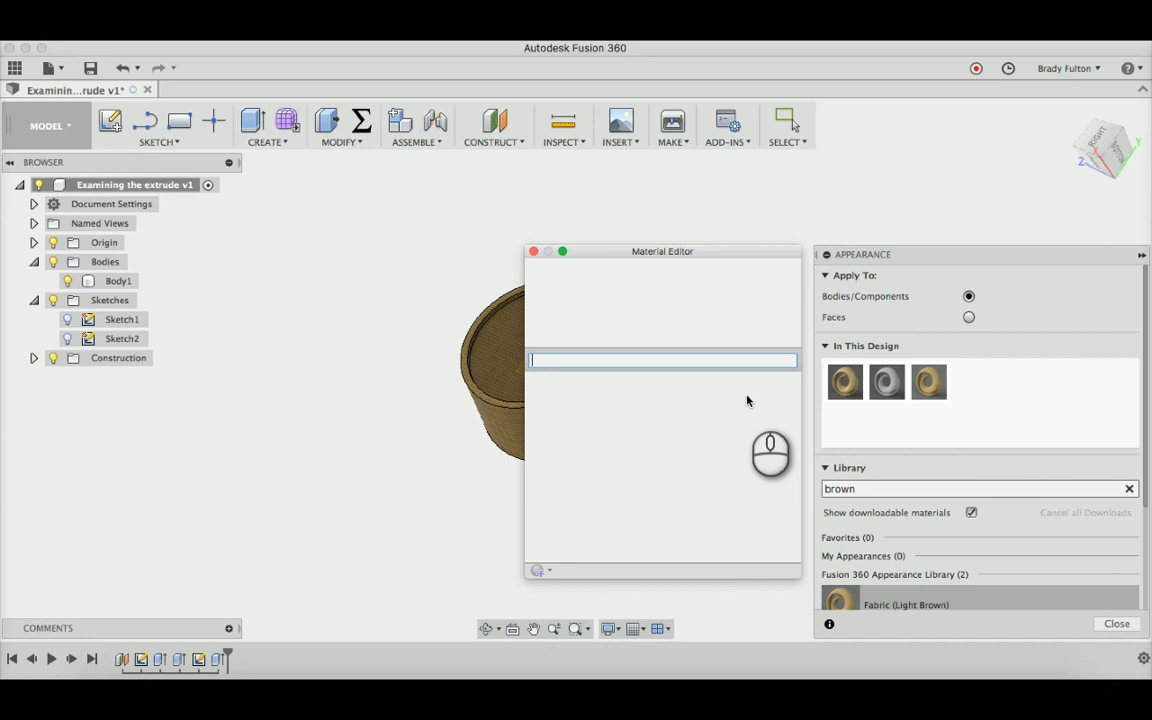 Autodesk Fusion 360
Brady Fulton
Examinin...rude v1*
MODEL
SKETCH
CREATE
MODIFY
ASSEMBLE
CONSTRUCT
INSPECT
INSERT
MAKE
ADD-INS
SELECT
RIGHT
BOTTOM
X
Y
Z
BROWSER
Examining the extrude v1
Document Settings
Named Views
Origin
Bodies
Body1
Sketches
Sketch1
Sketch2
Construction
Material Editor
APPEARANCE
Apply To:
Bodies/Components
Faces
In This Design
Library
brown
Show downloadable materials
Cancel all Downloads
Favorites (0)
My Appearances (0)
Fusion 360 Appearance Library (2)
Fabric (Light Brown)
Close
COMMENTS